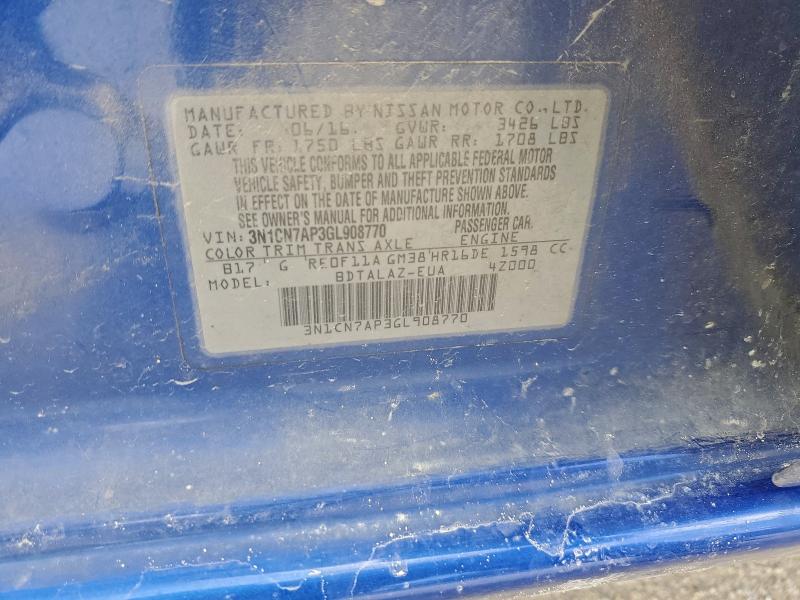 MANUFACTURED BY NISSAN MOTOR CO., LTD.
DATE: 06/16 GVWR: 3426 LBS
GAWR FR: 1750 LBS GAWR RR: 1708 LBS
THIS VEHICLE CONFORMS TO ALL APPLICABLE FEDERAL MOTOR
VEHICLE SAFETY, BUMPER AND THEFT PREVENTION STANDARDS
IN EFFECT ON THE DATE OF MANUFACTURE SHOWN ABOVE.
SEE OWNER'S MANUAL FOR ADDITIONAL INFORMATION.
VIN: 3N1CN7AP3GL908770 PASSENGER CAR.
COLOR TRIM TRANS AXLE ENGINE
B17 G RE0F11A GM38 HR16DE 1598 CC
MODEL: BDTALAZ-EUA 4Z000
3N1CN7AP3GL908770